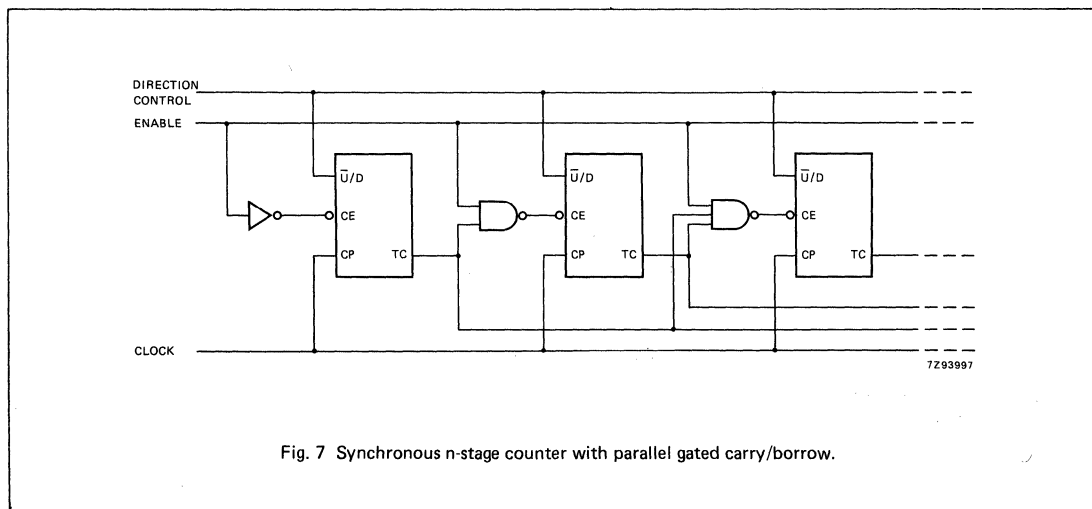 DIRECTION
CONTROL
ENABLE
U̅/D
CE
CP
TC
U̅/D
CE
CP
TC
U̅/D
CE
CP
TC
CLOCK
7Z93997
Fig. 7 Synchronous n-stage counter with parallel gated carry/borrow.